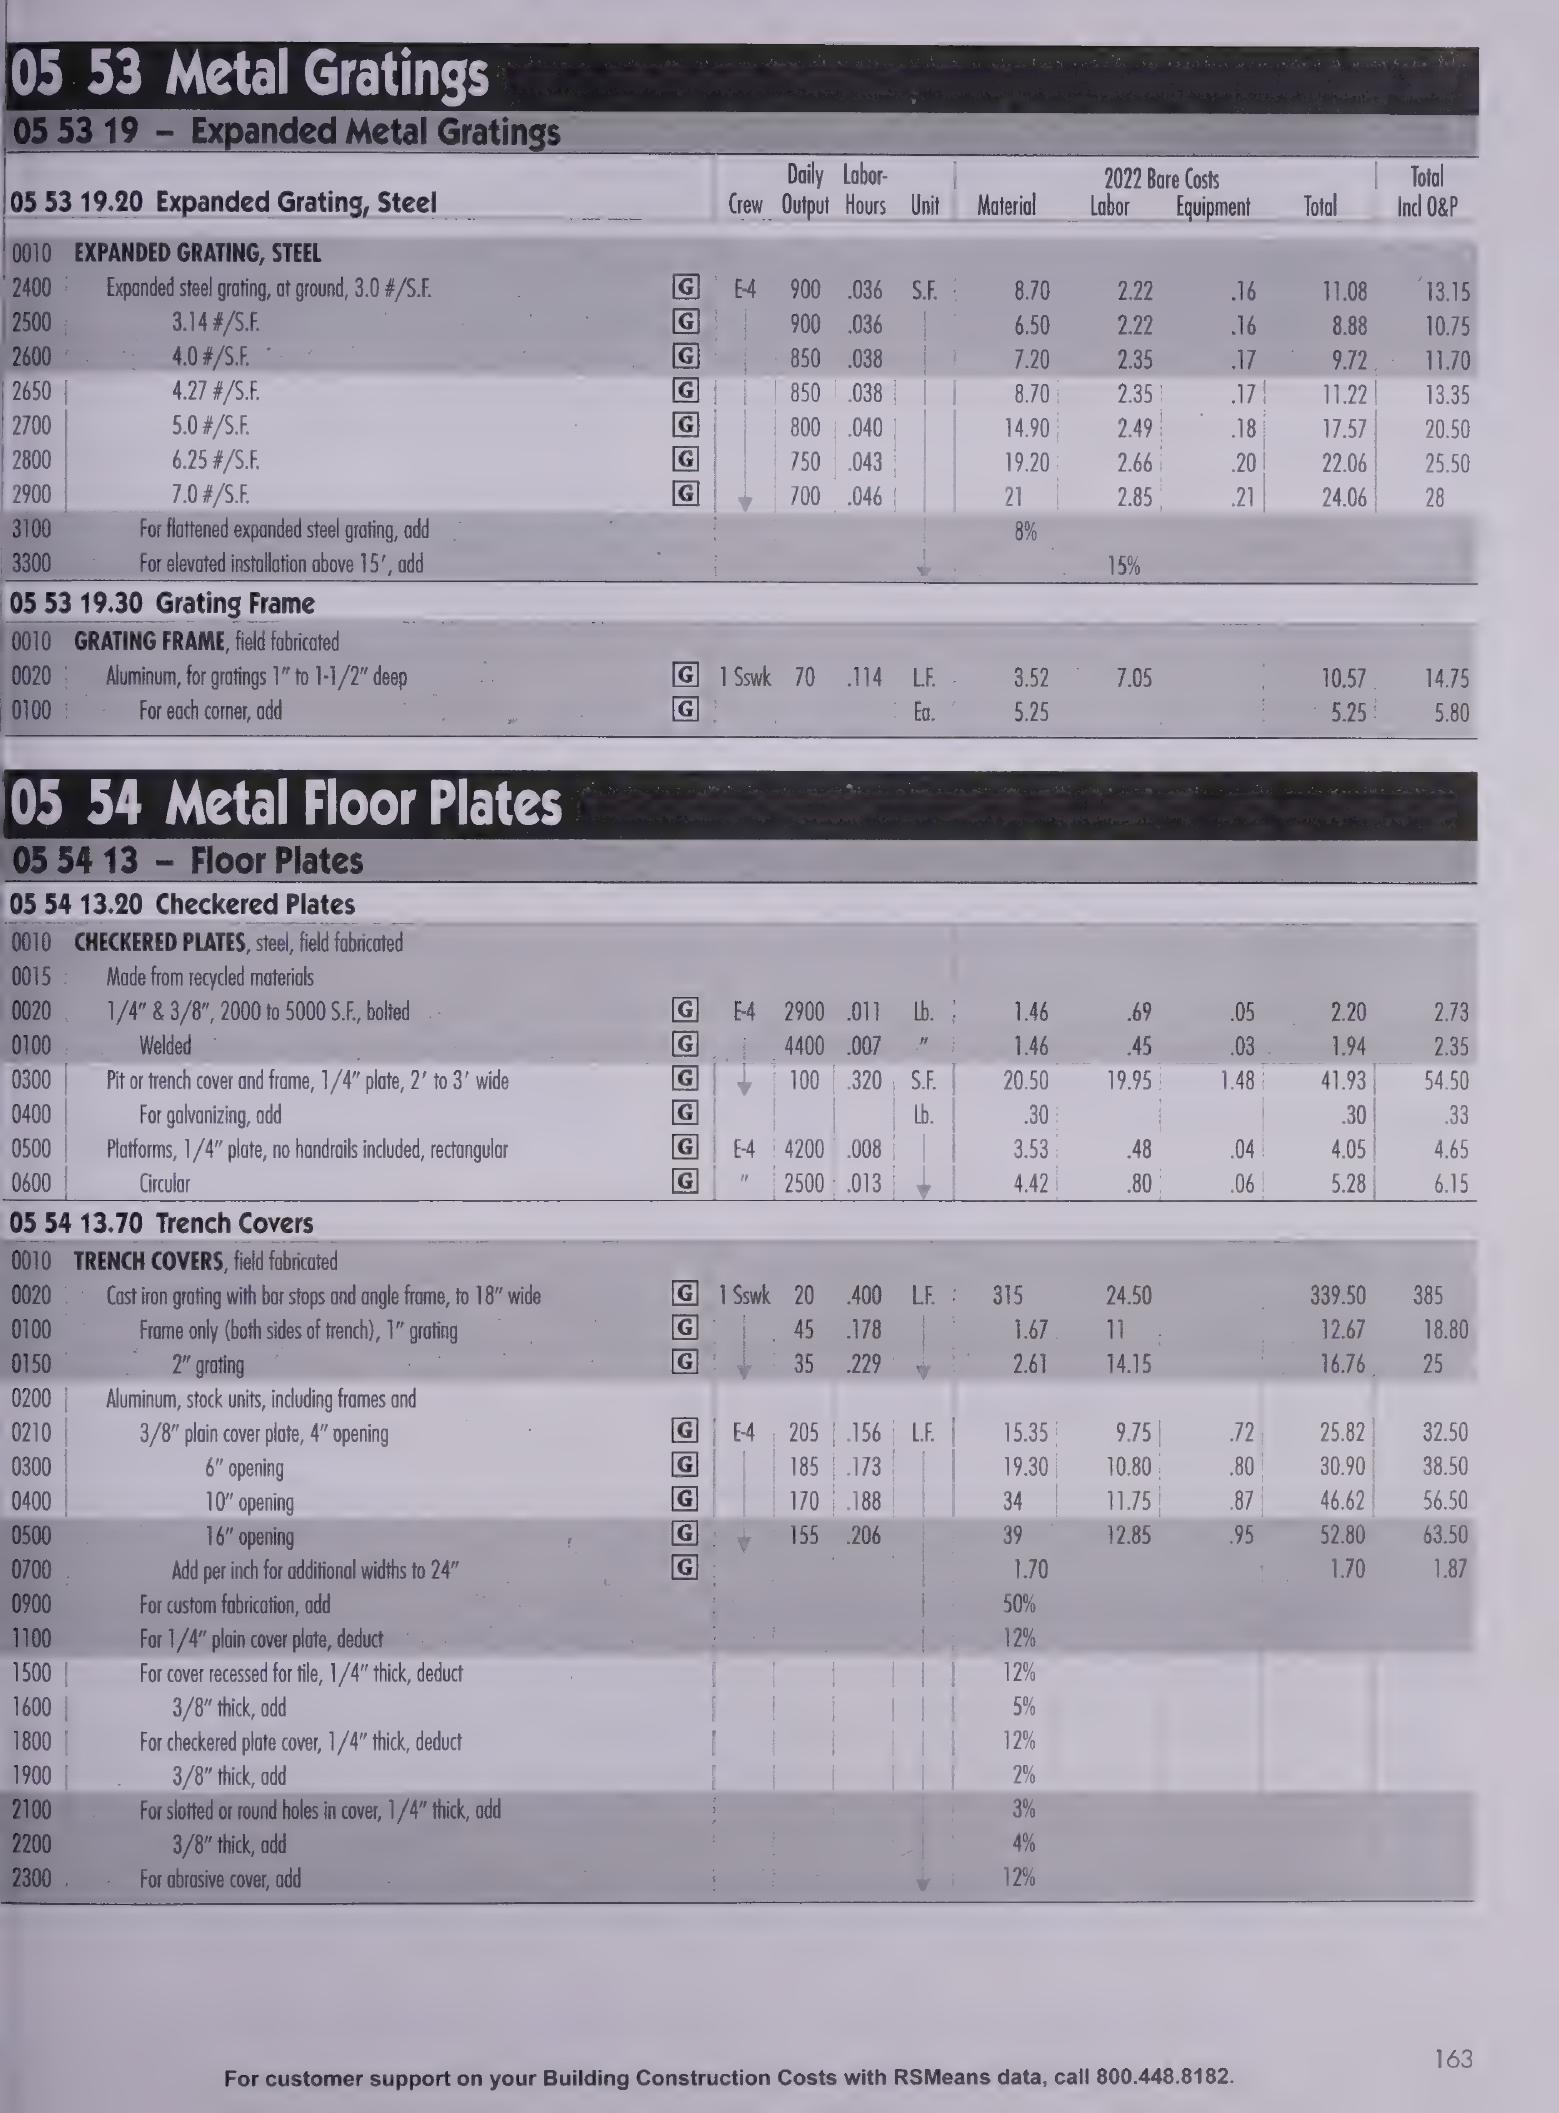 05 53 Metal Gratings
05 53 19 – Expanded Metal Gratings
Daily Labor- 2022 Bare Costs Total
05 53 19.20 Expanded Grating, Steel Crew Output Hours Unit Material Labor Equipment Total Incl O&P
0010 EXPANDED GRATING, STEEL
2400 Expanded steel grating, at ground, 3.0 #/S.F. G E-4 900 .036 S.F. 8.70 2.22 .16 11.08 13.15
2500 3.14 #/S.F. G 900 .036 6.50 2.22 .16 8.88 10.75
2600 4.0 #/S.F. G 850 .038 7.20 2.35 .17 9.72 11.70
2650 4.27 #/S.F. G 850 .038 8.70 2.35 .17 11.22 13.35
2700 5.0 #/S.F. G 800 .040 14.90 2.49 .18 17.57 20.50
2800 6.25 #/S.F. G 750 .043 19.20 2.66 .20 22.06 25.50
2900 7.0 #/S.F. G 700 .046 21 2.85 .21 24.06 28
3100 For flattened expanded steel grating, add 8%
3300 For elevated installation above 15', add 15%
05 53 19.30 Grating Frame
0010 GRATING FRAME, field fabricated
0020 Aluminum, for gratings 1" to 1-1/2" deep G 1 Sswk 70 .114 L.F. 3.52 7.05 10.57 14.75
0100 For each corner, add G Ea. 5.25 5.25 5.80
05 54 Metal Floor Plates
05 54 13 – Floor Plates
05 54 13.20 Checkered Plates
0010 CHECKERED PLATES, steel, field fabricated
0015 Made from recycled materials
0020 1/4" & 3/8", 2000 to 5000 S.F., bolted G E-4 2900 .011 Lb. 1.46 .69 .05 2.20 2.73
0100 Welded G 4400 .007 " 1.46 .45 .03 1.94 2.35
0300 Pit or trench cover and frame, 1/4" plate, 2' to 3' wide G 100 .320 S.F. 20.50 19.95 1.48 41.93 54.50
0400 For galvanizing, add G Lb. .30 .30 .33
0500 Platforms, 1/4" plate, no handrails included, rectangular G E-4 4200 .008 3.53 .48 .04 4.05 4.65
0600 Circular G " 2500 .013 4.42 .80 .06 5.28 6.15
05 54 13.70 Trench Covers
0010 TRENCH COVERS, field fabricated
0020 Cast iron grating with bar stops and angle frame, to 18" wide G 1 Sswk 20 .400 L.F. 315 24.50 339.50 385
0100 Frame only (both sides of trench), 1" grating G 45 .178 1.67 11 12.67 18.80
0150 2" grating G 35 .229 2.61 14.15 16.76 25
0200 Aluminum, stock units, including frames and
0210 3/8" plain cover plate, 4" opening G E-4 205 .156 L.F. 15.35 9.75 .72 25.82 32.50
0300 6" opening G 185 .173 19.30 10.80 .80 30.90 38.50
0400 10" opening G 170 .188 34 11.75 .87 46.62 56.50
0500 16" opening G 155 .206 39 12.85 .95 52.80 63.50
0700 Add per inch for additional widths to 24" G 1.70 1.70 1.87
0900 For custom fabrication, add 50%
1100 For 1/4" plain cover plate, deduct 12%
1500 For cover recessed for tile, 1/4" thick, deduct 12%
1600 3/8" thick, add 5%
1800 For checkered plate cover, 1/4" thick, deduct 12%
1900 3/8" thick, add 2%
2100 For slotted or round holes in cover, 1/4" thick, add 3%
2200 3/8" thick, add 4%
2300 For abrasive cover, add 12%
For customer support on your Building Construction Costs with RSMeans data, call 800.448.8182.
163